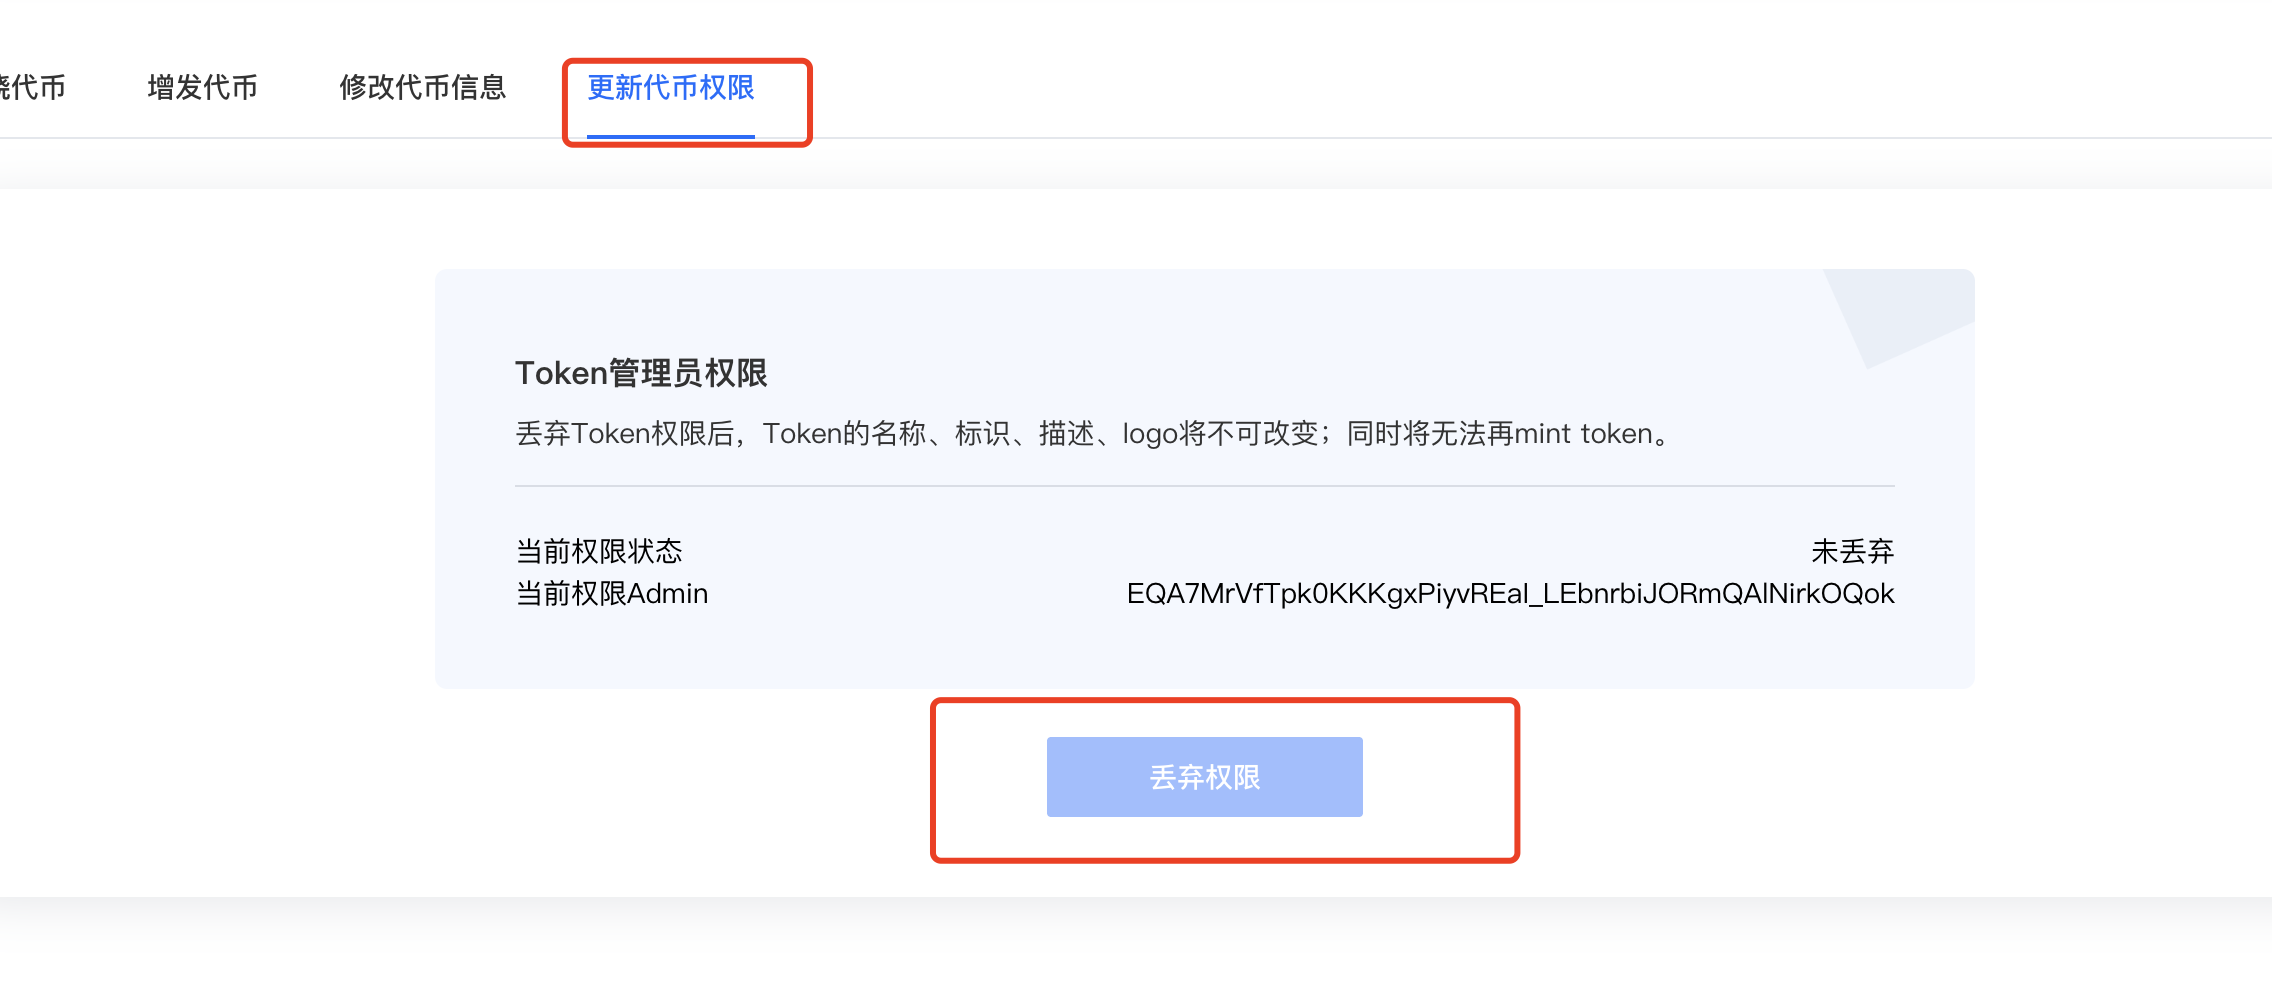 烧代币 增发代币 修改代币信息 更新代币权限
Token管理员权限
丢弃Token权限后，Token的名称、标识、描述、logo将不可改变；同时将无法再mint token。
当前权限状态 未丢弃
当前权限Admin EQA7MrVfTpk0KKKgxPiyvREal_LEbnrbiJORmQAlNirkOQok
丢弃权限